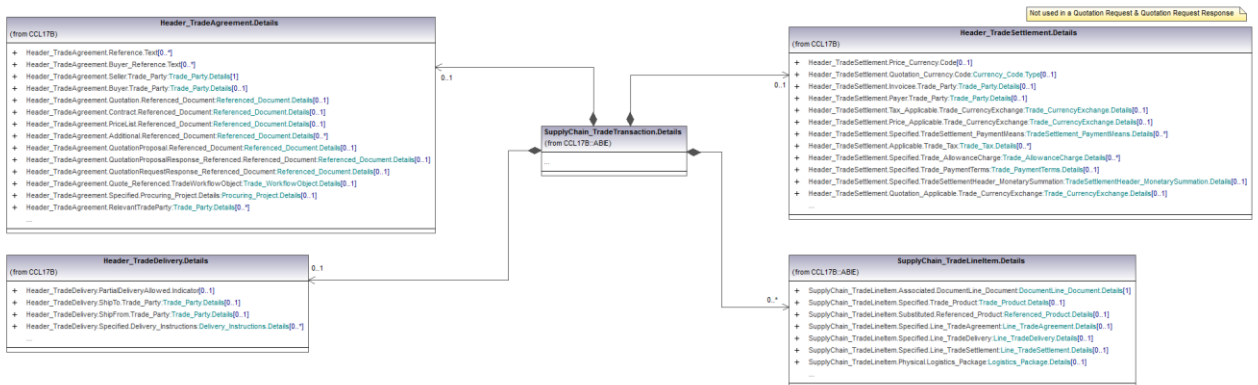 Not used in a Quotation Request & Quotation Request Response
Header_TradeAgreement.Details
(from CCL17B)
+ Header_TradeAgreement.Reference.Text[0..*]
+ Header_TradeAgreement.Buyer_Reference.Text[0..*]
+ Header_TradeAgreement.Seller.Trade_Party:Trade_Party.Details[1]
+ Header_TradeAgreement.Buyer.Trade_Party:Trade_Party.Details[0..1]
+ Header_TradeAgreement.Quotation.Referenced_Document:Referenced_Document.Details[0..1]
+ Header_TradeAgreement.Contract.Referenced_Document:Referenced_Document.Details[0..1]
+ Header_TradeAgreement.PriceList.Referenced_Document:Referenced_Document.Details[0..1]
+ Header_TradeAgreement.Additional.Referenced_Document:Referenced_Document.Details[0..*]
+ Header_TradeAgreement.QuotationProposal.Referenced_Document:Referenced_Document.Details[0..1]
+ Header_TradeAgreement.QuotationProposalResponse_Referenced.Referenced_Document:Referenced_Document.Details[0..1]
+ Header_TradeAgreement.QuotationRequestResponse_Referenced_Document:Referenced_Document.Details[0..1]
+ Header_TradeAgreement.Quote_Referenced.TradeWorkflowObject:Trade_WorkflowObject.Details[0..1]
+ Header_TradeAgreement.Specified.Procuring_Project.Details:Procuring_Project.Details[0..1]
+ Header_TradeAgreement.RelevantTradeParty:Trade_Party.Details[0..*]
...
0..1
Header_TradeSettlement.Details
(from CCL17B)
+ Header_TradeSettlement.Price_Currency.Code[0..1]
+ Header_TradeSettlement.Quotation_Currency.Code:Currency_Code.Type[0..1]
+ Header_TradeSettlement.Invoicee.Trade_Party:Trade_Party.Details[0..1]
+ Header_TradeSettlement.Payer.Trade_Party:Trade_Party.Details[0..1]
+ Header_TradeSettlement.Tax_Applicable.Trade_CurrencyExchange:Trade_CurrencyExchange.Details[0..1]
+ Header_TradeSettlement.Price_Applicable.Trade_CurrencyExchange:Trade_CurrencyExchange.Details[0..1]
+ Header_TradeSettlement.Specified.TradeSettlement_PaymentMeans:TradeSettlement_PaymentMeans.Details[0..*]
+ Header_TradeSettlement.Applicable.Trade_Tax:Trade_Tax.Details[0..*]
+ Header_TradeSettlement.Specified.Trade_AllowanceCharge:Trade_AllowanceCharge.Details[0..*]
+ Header_TradeSettlement.Specified.Trade_PaymentTerms:Trade_PaymentTerms.Details[0..1]
+ Header_TradeSettlement.Specified.TradeSettlementHeader_MonetarySummation:TradeSettlementHeader_MonetarySummation.Details[0..1]
+ Header_TradeSettlement.Quotation_Applicable.Trade_CurrencyExchange:Trade_CurrencyExchange.Details[0..1]
...
0..1
SupplyChain_TradeTransaction.Details
(from CCL17B::ABIE)
...
Header_TradeDelivery.Details
(from CCL17B)
+ Header_TradeDelivery.PartialDeliveryAllowed.Indicator[0..1]
+ Header_TradeDelivery.ShipTo.Trade_Party:Trade_Party.Details[0..1]
+ Header_TradeDelivery.ShipFrom.Trade_Party:Trade_Party.Details[0..1]
+ Header_TradeDelivery.Specified.Delivery_Instructions:Delivery_Instructions.Details[0..*]
...
0..1
SupplyChain_TradeLineItem.Details
(from CCL17B::ABIE)
+ SupplyChain_TradeLineItem.Associated.DocumentLine_Document:DocumentLine_Document.Details[1]
+ SupplyChain_TradeLineItem.Specified.Trade_Product:Trade_Product.Details[0..1]
+ SupplyChain_TradeLineItem.Substituted.Referenced_Product:Referenced_Product.Details[0..1]
+ SupplyChain_TradeLineItem.Specified.Line_TradeAgreement:Line_TradeAgreement.Details[0..1]
+ SupplyChain_TradeLineItem.Specified.Line_TradeDelivery:Line_TradeDelivery.Details[0..1]
+ SupplyChain_TradeLineItem.Specified.Line_TradeSettlement:Line_TradeSettlement.Details[0..1]
+ SupplyChain_TradeLineItem.Physical.Logistics_Package:Logistics_Package.Details[0..1]
...
0..*